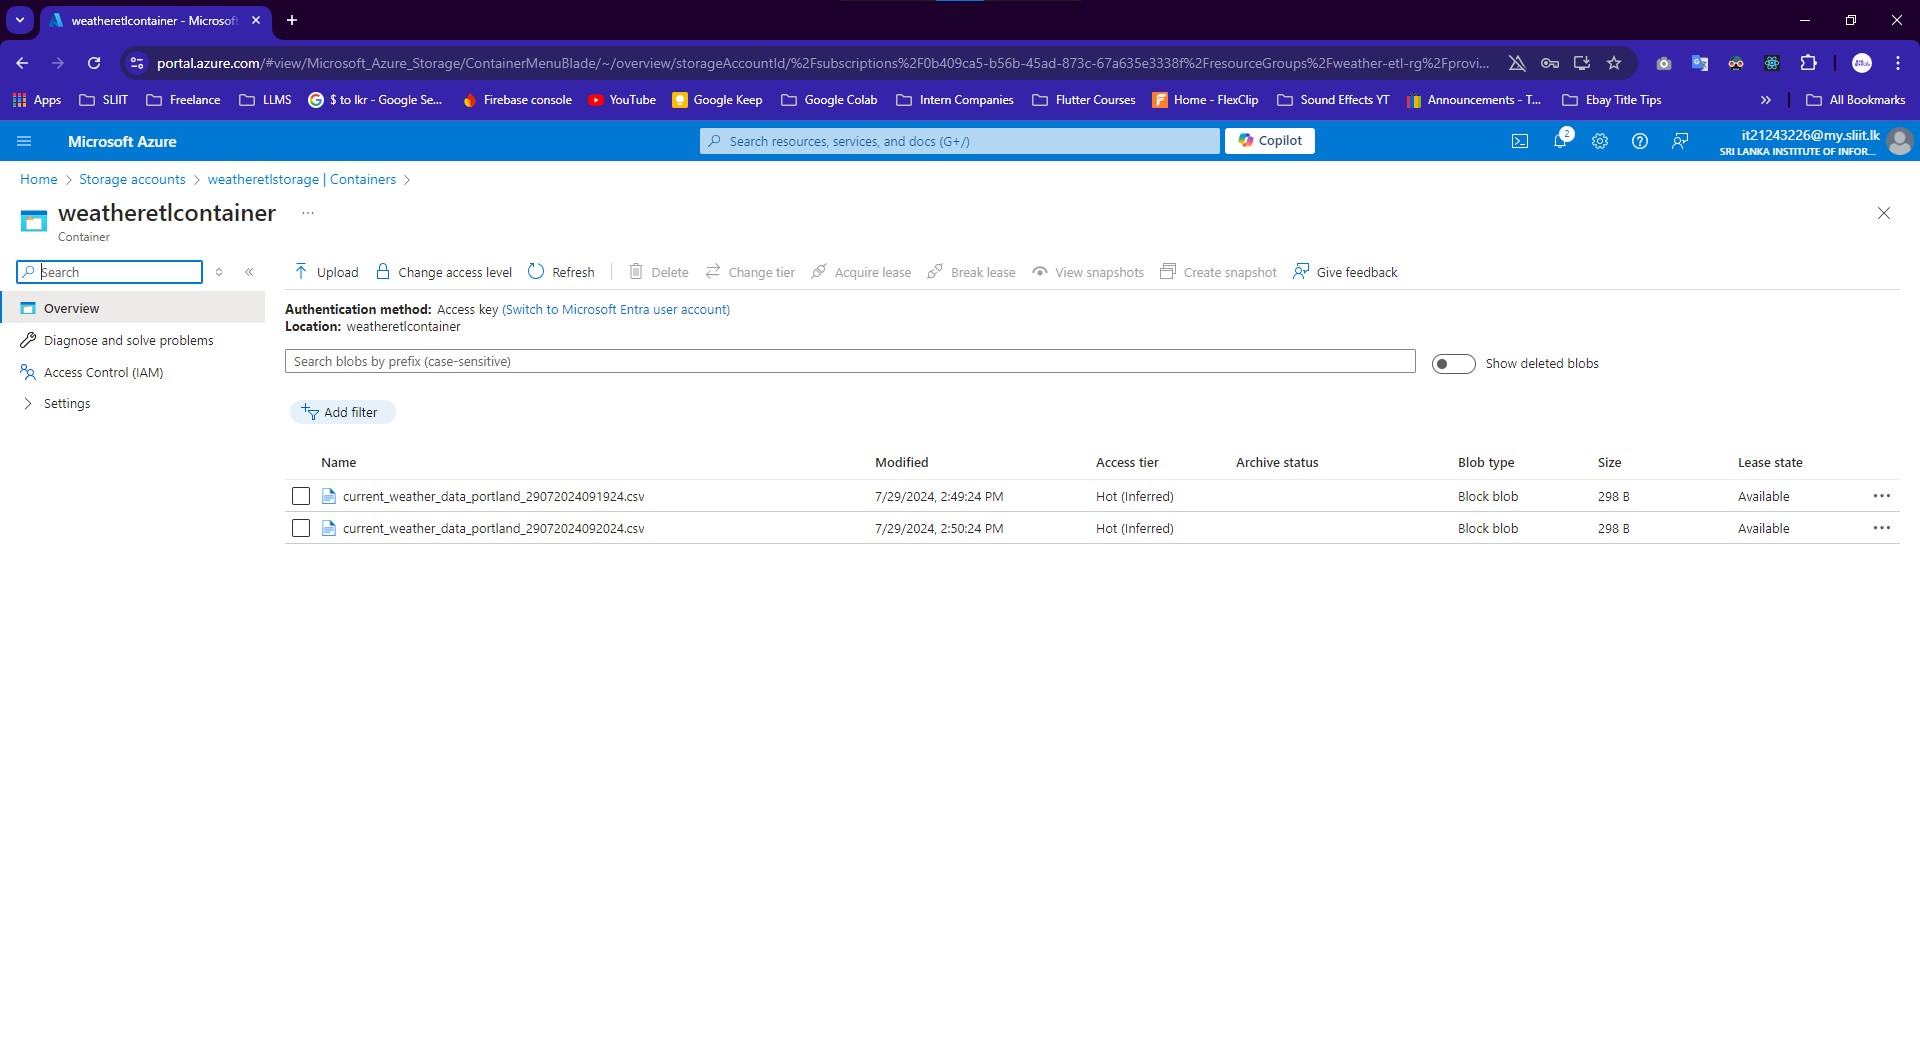 weatheretlcontainer - Microsoft
portal.azure.com/#view/Microsoft_Azure_Storage/ContainerMenuBlade/~/overview/storageAccountId/%2Fsubscriptions%2F0b409ca5-b56b-45ad-873c-67a635e3338f%2FresourceGroups%2Fweather-etl-rg%2Fprovi...
Apps SLIIT Freelance LLMS $ to lkr - Google Se... Firebase console YouTube Google Keep Google Colab Intern Companies Flutter Courses Home - FlexClip Sound Effects YT Announcements - T... Ebay Title Tips All Bookmarks
Microsoft Azure Search resources, services, and docs (G+/) Copilot 2 it21243226@my.sliit.lk
SRI LANKA INSTITUTE OF INFOR...
Home > Storage accounts > weatheretlstorage | Containers >
weatheretlcontainer ...
Container
Search
Upload Change access level Refresh Delete Change tier Acquire lease Break lease View snapshots Create snapshot Give feedback
Overview
Diagnose and solve problems
Access Control (IAM)
Settings
Authentication method: Access key (Switch to Microsoft Entra user account)
Location: weatheretlcontainer
Search blobs by prefix (case-sensitive)
Show deleted blobs
Add filter
Name Modified Access tier Archive status Blob type Size Lease state
current_weather_data_portland_29072024091924.csv 7/29/2024, 2:49:24 PM Hot (Inferred) Block blob 298 B Available
current_weather_data_portland_29072024092024.csv 7/29/2024, 2:50:24 PM Hot (Inferred) Block blob 298 B Available